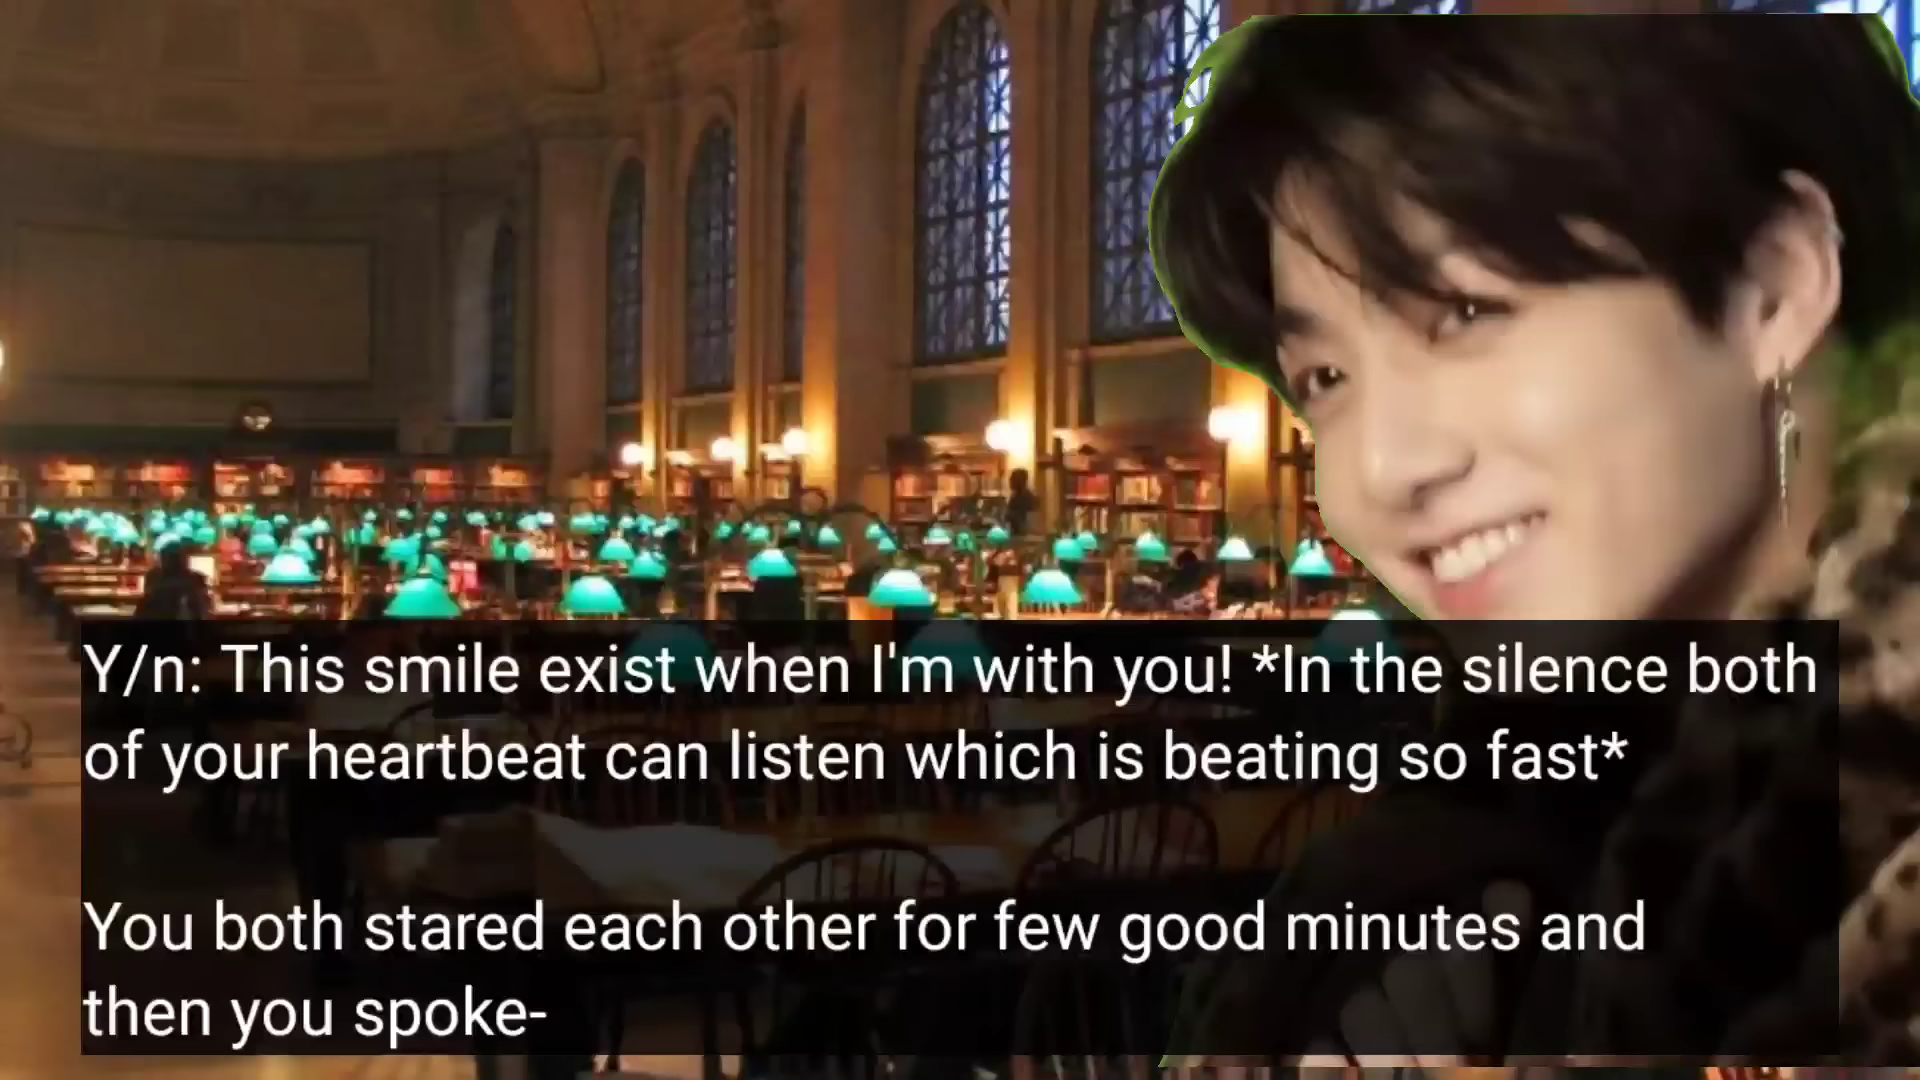 Y/n: This smile exist when I'm with you! *In the silence both
of your heartbeat can listen which is beating so fast*
You both stared each other for few good minutes and
then you spoke-